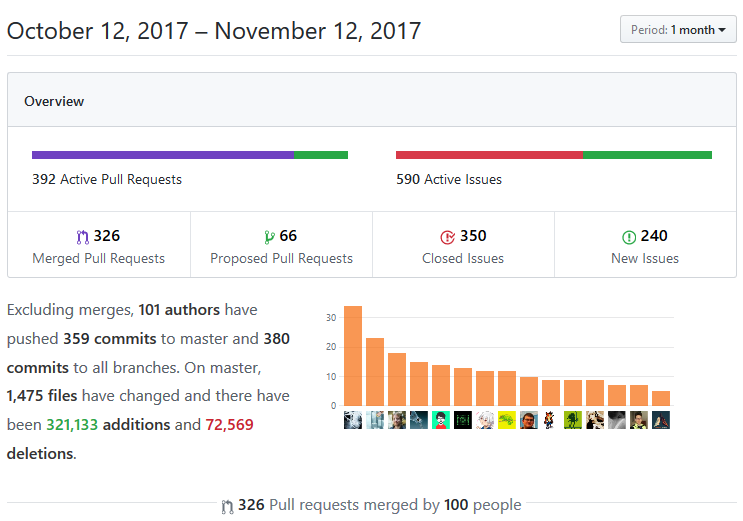 October 12, 2017 – November 12, 2017
Period: 1 month
Overview
392 Active Pull Requests
590 Active Issues
326
Merged Pull Requests
66
Proposed Pull Requests
350
Closed Issues
240
New Issues
Excluding merges, 101 authors have
pushed 359 commits to master and 380
commits to all branches. On master,
1,475 files have changed and there have
been 321,133 additions and 72,569
deletions.
30
20
10
0
326 Pull requests merged by 100 people